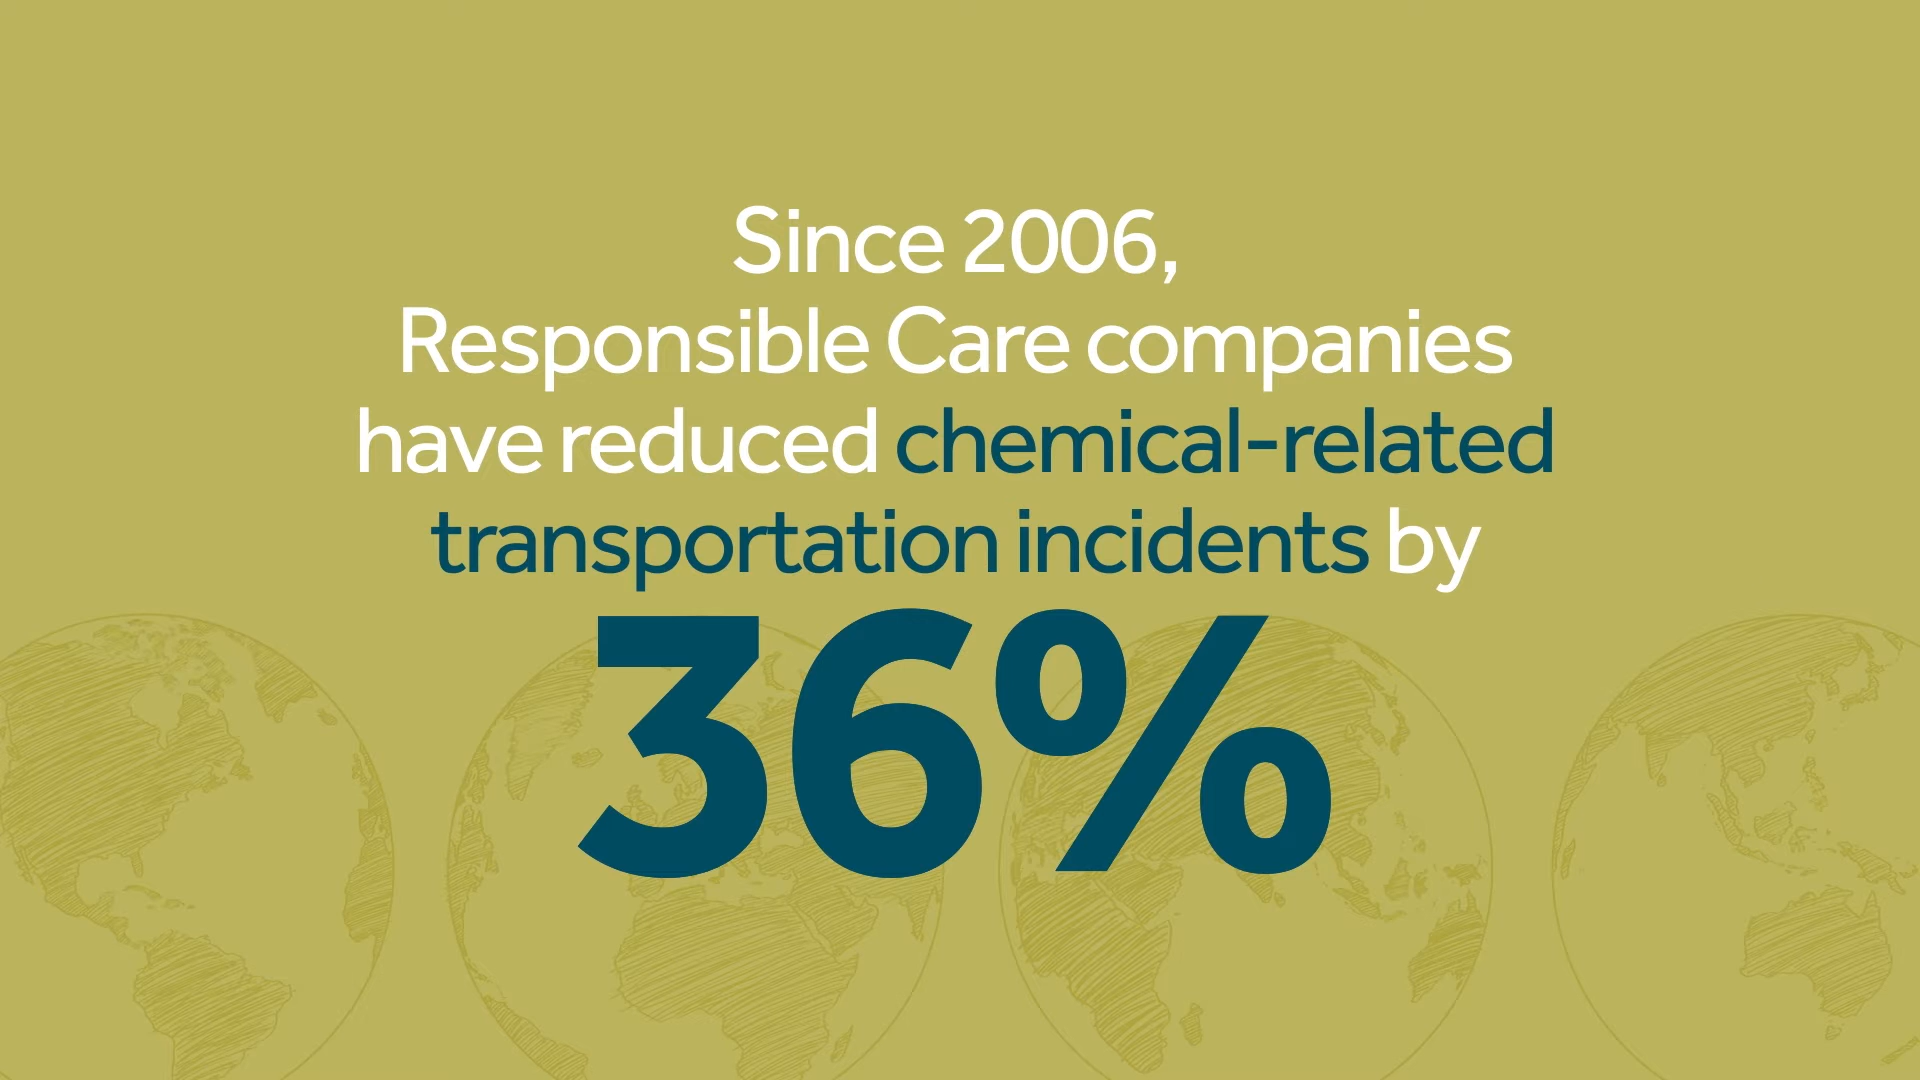 Since 2006,
Responsible Care companies
have reduced chemical-related
transportation incidents by
36%